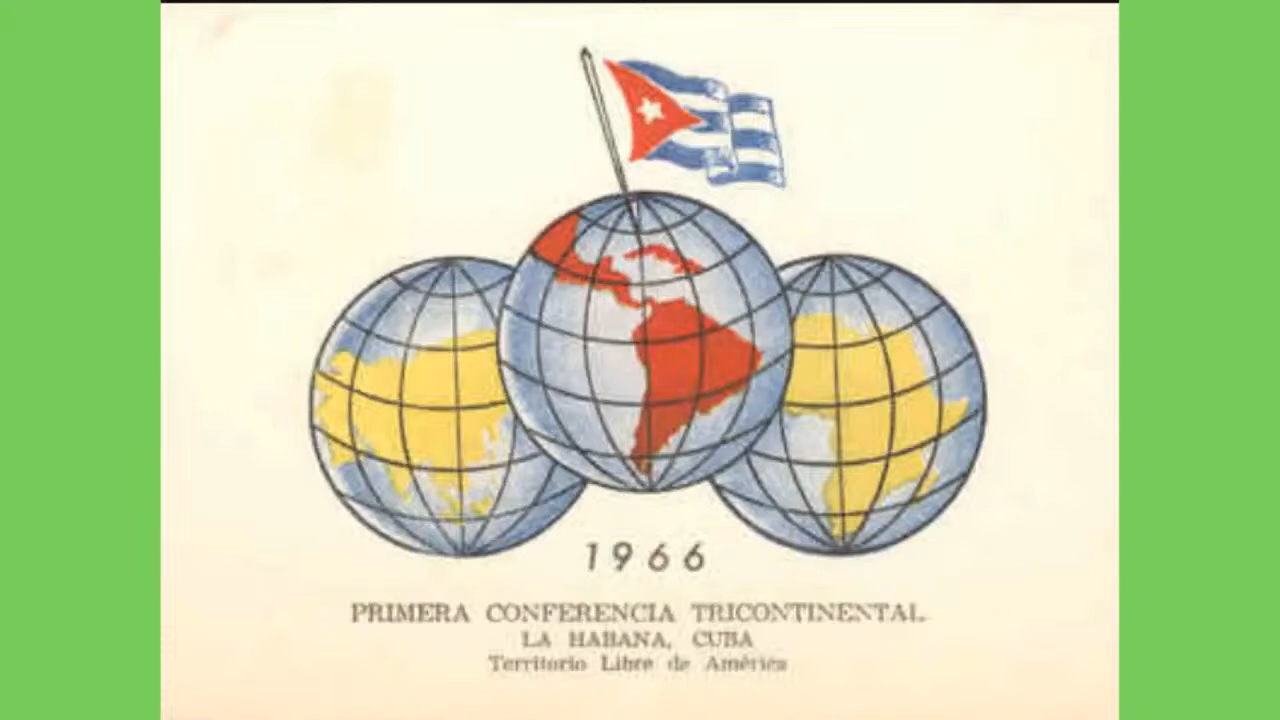 1966
PRIMERA CONFERENCIA TRICONTINENTAL
LA HABANA, CUBA
Territorio Libre de América